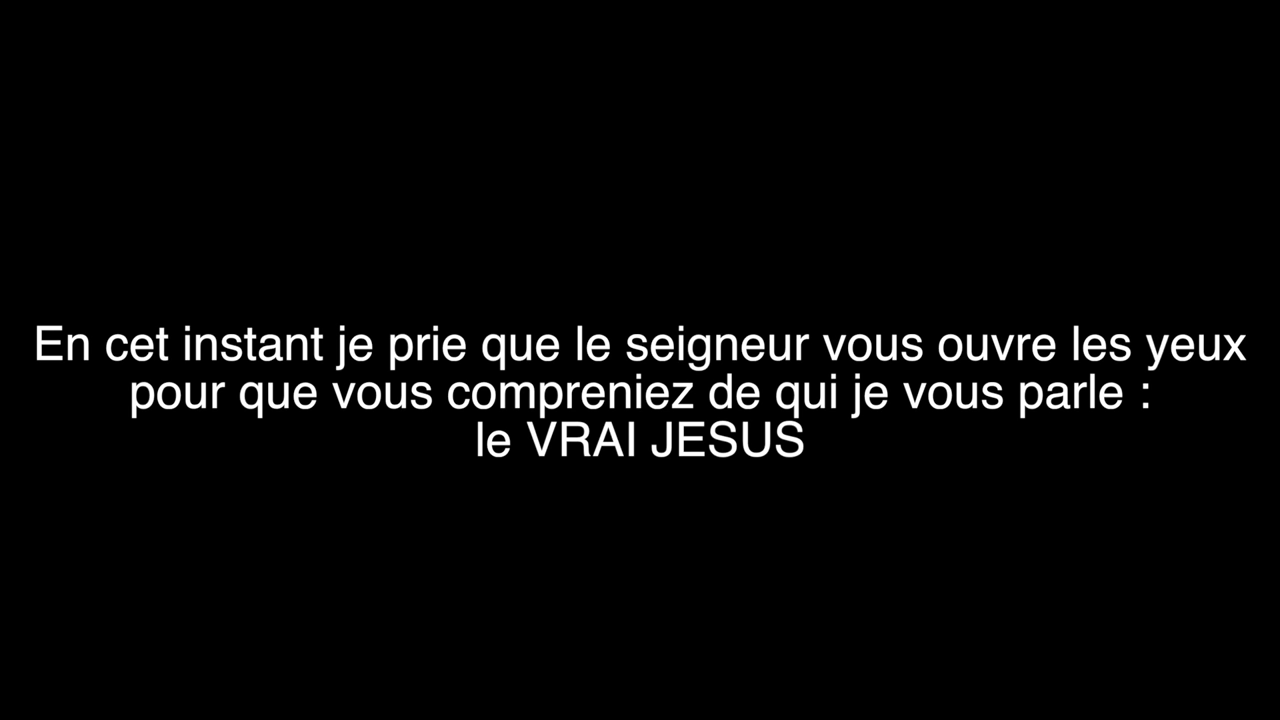 En cet instant je prie que le seigneur vous ouvre les yeux
pour que vous compreniez de qui je vous parle :
le VRAI JESUS